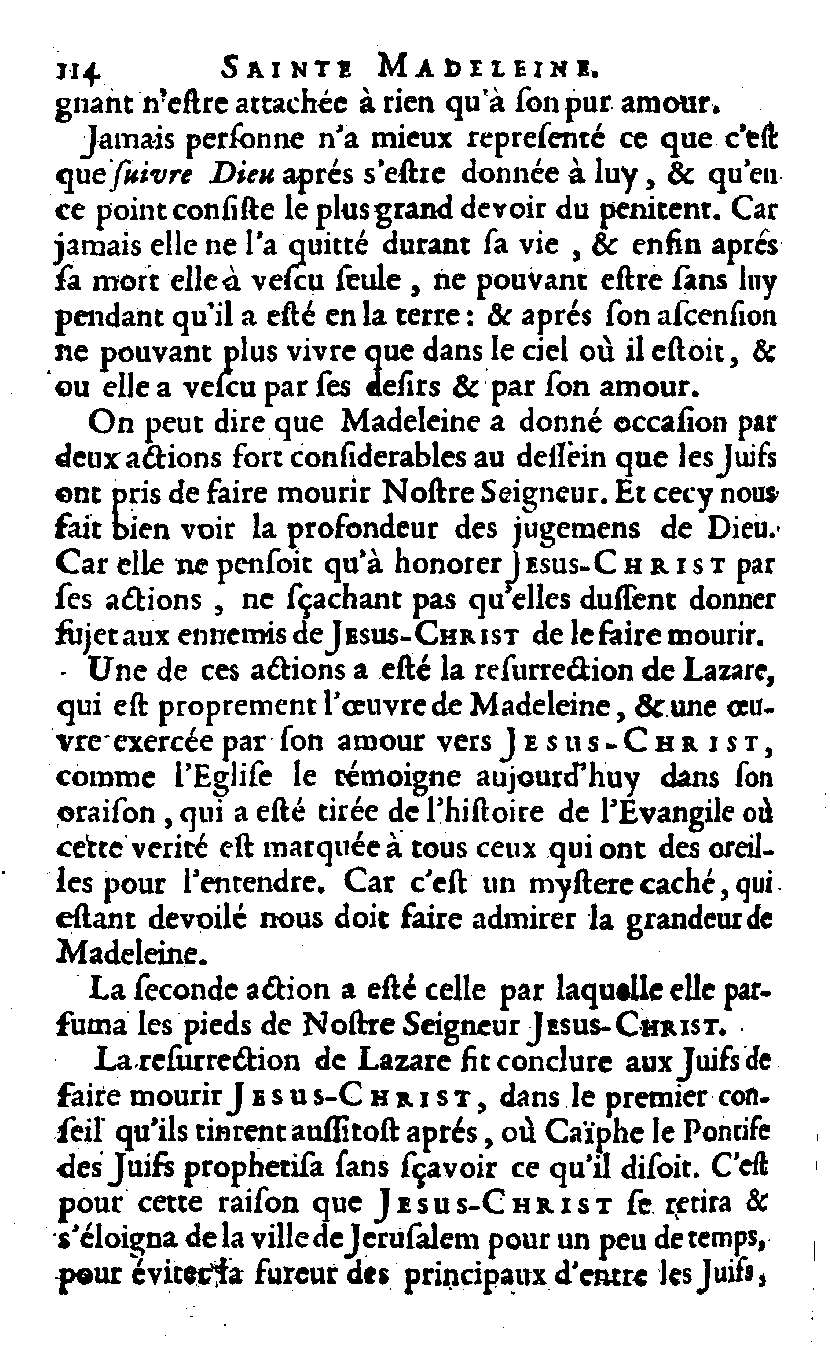 114 SAINTE MADELEINE.
gnant n'eſtre attachée à rien qu'à ſon pur amour.
Jamais perſonne n'a mieux repreſenté ce que c'eſt
que ſuivre Dieu aprés s'eſtre donnée à luy, & qu'en
ce point conſiſte le plus grand devoir du penitent. Car
jamais elle ne l'a quitté durant ſa vie , & enfin aprés
ſa mort elle à veſcu ſeule , ne pouvant eſtre ſans luy
pendant qu'il a eſté en la terre : & aprés ſon aſcenſion
ne pouvant plus vivre que dans le ciel où il eſtoit, &
ou elle a veſcu par ſes deſirs & par ſon amour.
On peut dire que Madeleine a donné occaſion par
deux actions fort conſiderables au deſſein que les Juifs
ont pris de faire mourir Noſtre Seigneur. Et cecy nous
fait bien voir la profondeur des jugemens de Dieu.
Car elle ne penſoit qu'à honorer JESUS-CHRIST par
ſes actions , ne ſçachant pas qu'elles duſſent donner
ſujet aux ennemis de JESUS-CHRIST de le faire mourir.
Une de ces actions a eſté la reſurrection de Lazare,
qui eſt proprement l'œuvre de Madeleine, & une œu-
vre exercée par ſon amour vers JESUS-CHRIST,
comme l'Egliſe le témoigne aujourd'huy dans ſon
oraiſon , qui a eſté tirée de l'hiſtoire de l'Evangile où
cette verité eſt marquée à tous ceux qui ont des oreil-
les pour l'entendre. Car c'eſt un myſtere caché, qui
eſtant devoilé nous doit faire admirer la grandeur de
Madeleine.
La ſeconde action a eſté celle par laquelle elle par-
fuma les pieds de Noſtre Seigneur JESUS-CHRIST.
La reſurrection de Lazare fit conclure aux Juifs de
faire mourir JESUS-CHRIST, dans le premier con-
ſeil qu'ils tinrent auſſitoſt aprés, où Caïphe le Pontife
des Juifs prophetiſa ſans ſçavoir ce qu'il diſoit. C'eſt
pour cette raiſon que JESUS-CHRIST ſe retira &
s'éloigna de la ville de Jeruſalem pour un peu de temps,
pour éviter la fureur des principaux d'entre les Juifs,